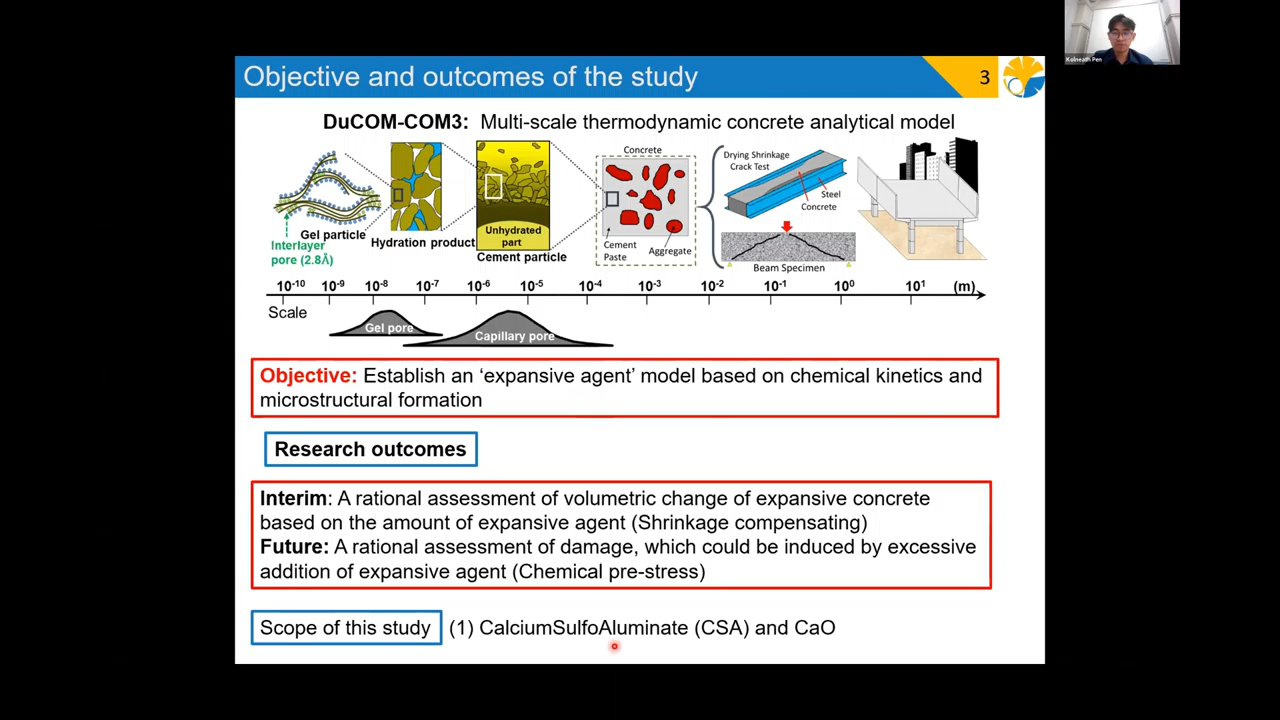 Objective and outcomes of the study
3
Kolneath Pen
DuCOM-COM3: Multi-scale thermodynamic concrete analytical model
Interlayer
pore (2.8Å)
Gel particle
Hydration product
Unhydrated
part
Cement particle
Concrete
Cement
Paste
Aggregate
Drying Shrinkage
Crack Test
Steel
Concrete
Beam Specimen
10-10 10-9 10-8 10-7 10-6 10-5 10-4 10-3 10-2 10-1 100 101 (m)
Scale
Gel pore
Capillary pore
Objective: Establish an ‘expansive agent’ model based on chemical kinetics and
microstructural formation
Research outcomes
Interim: A rational assessment of volumetric change of expansive concrete
based on the amount of expansive agent (Shrinkage compensating)
Future: A rational assessment of damage, which could be induced by excessive
addition of expansive agent (Chemical pre-stress)
Scope of this study (1) CalciumSulfoAluminate (CSA) and CaO